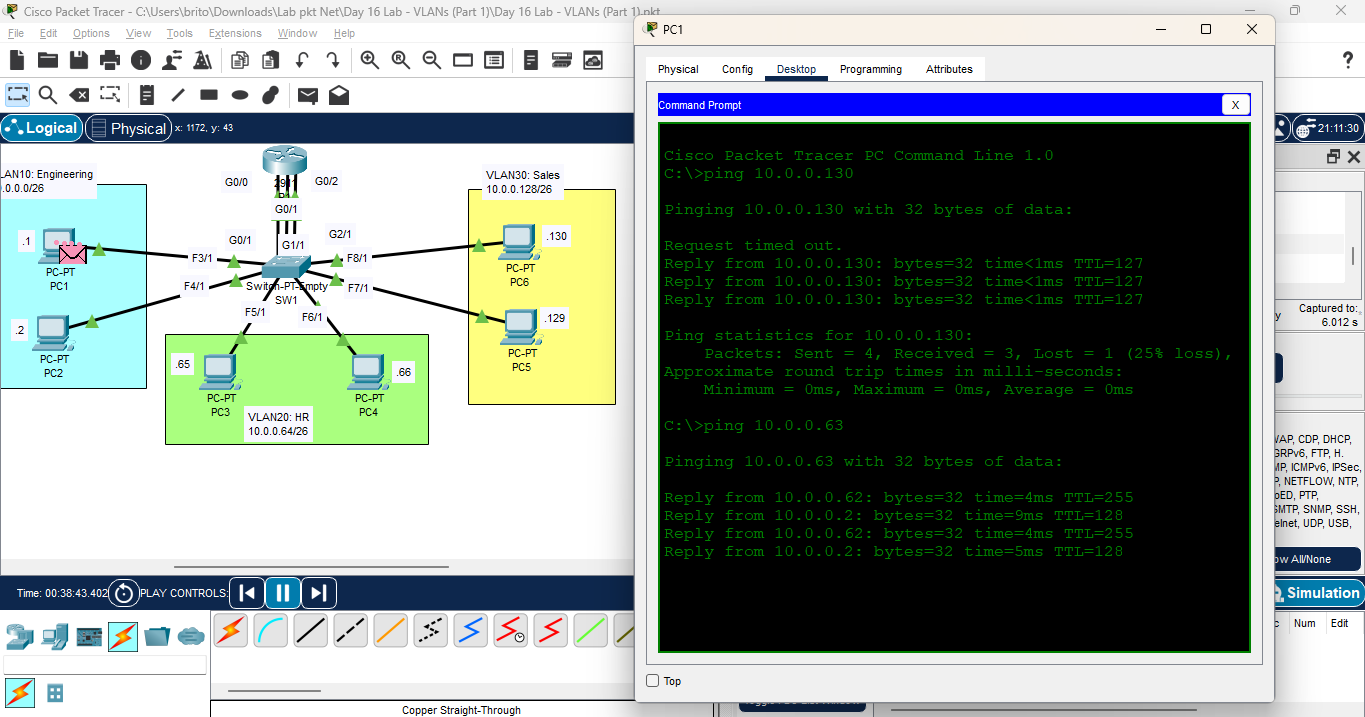 Cisco Packet Tracer - C:\Users\brito\Downloads\Lab pkt Net\Day 16 Lab - VLANs (Part 1)\Day 16 Lab - VLANs (Part 1).pkt
File Edit Options View Tools Extensions Window Help
Logical
Physical
x: 1172, y: 43
21:11:30
LAN10: Engineering
.0.0.0/26
G0/0
G0/2
G0/1
VLAN30: Sales
10.0.0.128/26
.1
PC-PT
PC1
.2
PC-PT
PC2
F3/1
F4/1
G0/1
G1/1
G2/1
F8/1
F7/1
Switch-PT-Empty
SW1
F5/1
F6/1
.130
PC-PT
PC6
.129
PC-PT
PC5
.65
PC-PT
PC3
.66
PC-PT
PC4
VLAN20: HR
10.0.0.64/26
PC1
Physical Config Desktop Programming Attributes
Command Prompt
X
Cisco Packet Tracer PC Command Line 1.0
C:\>ping 10.0.0.130
Pinging 10.0.0.130 with 32 bytes of data:
Request timed out.
Reply from 10.0.0.130: bytes=32 time<1ms TTL=127
Reply from 10.0.0.130: bytes=32 time<1ms TTL=127
Reply from 10.0.0.130: bytes=32 time<1ms TTL=127
Ping statistics for 10.0.0.130:
Packets: Sent = 4, Received = 3, Lost = 1 (25% loss),
Approximate round trip times in milli-seconds:
Minimum = 0ms, Maximum = 0ms, Average = 0ms
C:\>ping 10.0.0.63
Pinging 10.0.0.63 with 32 bytes of data:
Reply from 10.0.0.62: bytes=32 time=4ms TTL=255
Reply from 10.0.0.2: bytes=32 time=9ms TTL=128
Reply from 10.0.0.62: bytes=32 time=4ms TTL=255
Reply from 10.0.0.2: bytes=32 time=5ms TTL=128
Top
Captured to:
6.012 s
AP, CDP, DHCP,
GRPv6, FTP, H.
MP, ICMPv6, IPSec,
P, NETFLOW, NTP,
oED, PTP,
SMTP, SNMP, SSH,
elnet, UDP, USB,
ow All/None
Simulation
Num Edit
Time: 00:38:43.402
PLAY CONTROLS:
Copper Straight-Through